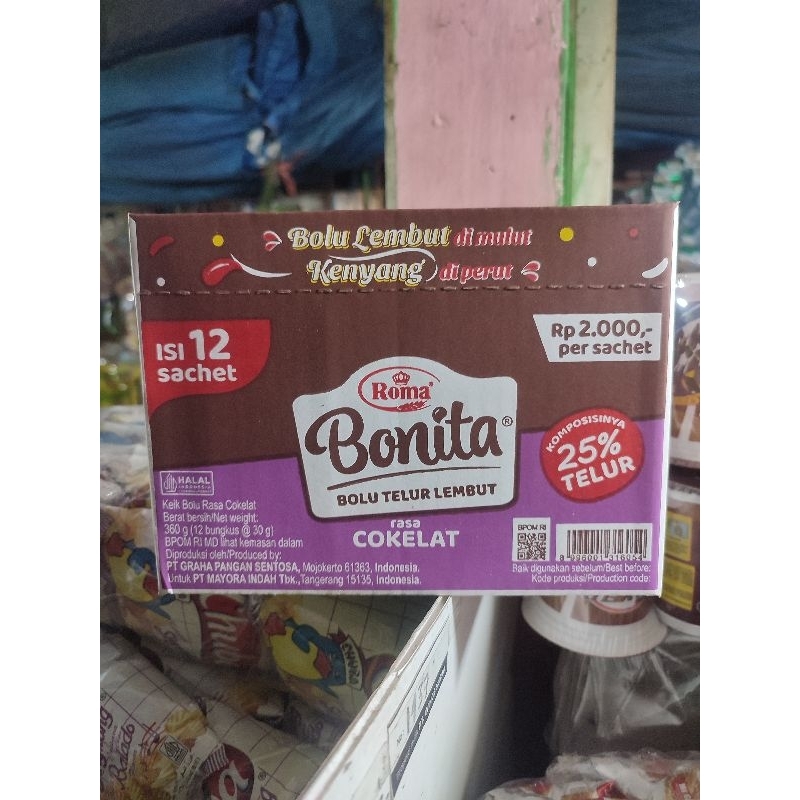 Bolu Lembut di mulut
Kenyang di perut
ISI 12
sachet
Rp 2.000,-
per sachet
Roma
Bonita®
BOLU TELUR LEMBUT
rasa
COKELAT
KOMPOSISINYA
25%
TELUR
HALAL
INDONESIA
Keik Bolu Rasa Cokelat
Berat bersih/Net weight:
360 g (12 bungkus @ 30 g)
BPOM RI MD lihat kemasan dalam
Diproduksi oleh/Produced by:
PT GRAHA PANGAN SENTOSA, Mojokerto 61363, Indonesia.
Untuk PT MAYORA INDAH Tbk.,Tangerang 15135, Indonesia.
BPOM RI
Baik digunakan sebelum/Best before:
Kode produksi/Production code:
Balado